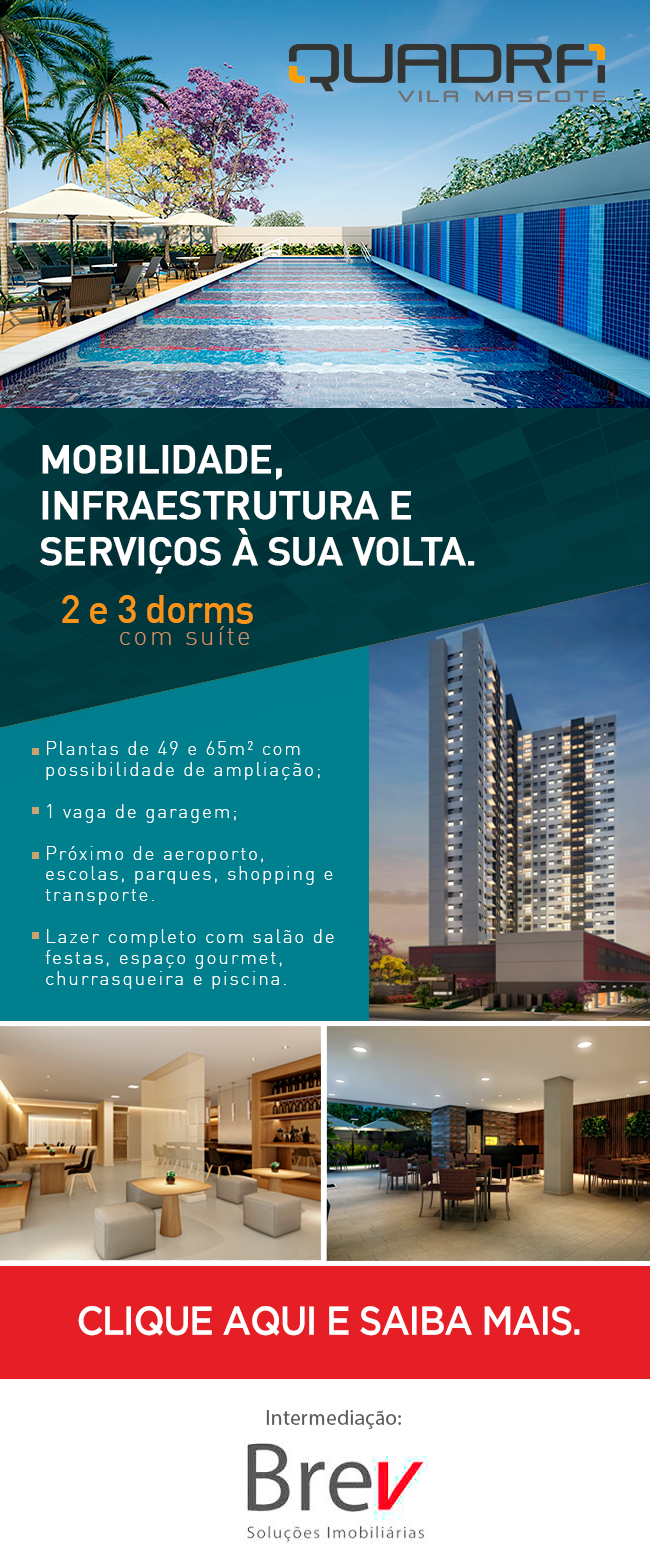 QUADRA
VILA MASCOTE
MOBILIDADE,
INFRAESTRUTURA E
SERVIÇOS À SUA VOLTA.
2 e 3 dorms
com suíte
Plantas de 49 e 65m² com
possibilidade de ampliação;
1 vaga de garagem;
Próximo de aeroporto,
escolas, parques, shopping e
transporte.
Lazer completo com salão de
festas, espaço gourmet,
churrasqueira e piscina.
CLIQUE AQUI E SAIBA MAIS.
Intermediação:
Brev
Soluções Imobiliárias